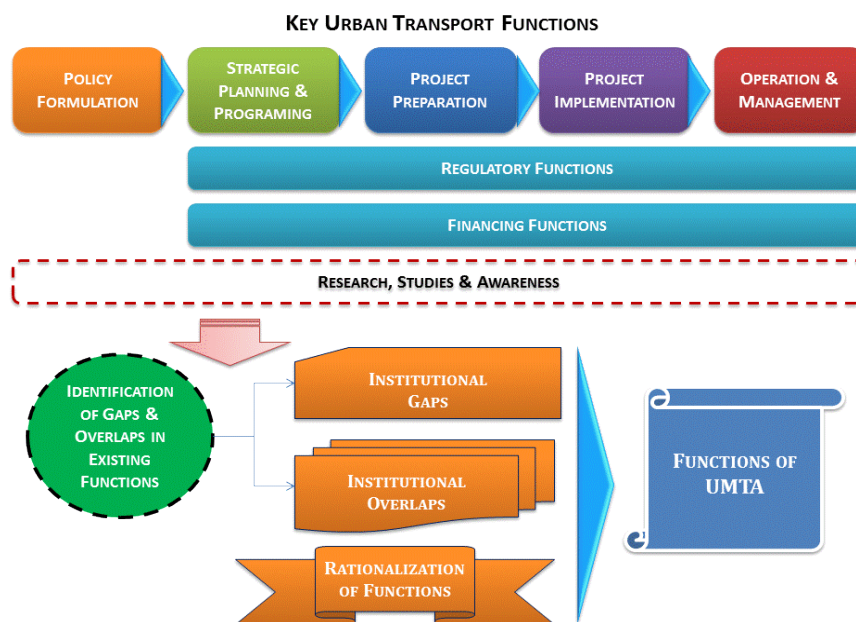 KEY URBAN TRANSPORT FUNCTIONS
POLICY
FORMULATION
STRATEGIC
PLANNING &
PROGRAMING
PROJECT
PREPARATION
PROJECT
IMPLEMENTATION
OPERATION &
MANAGEMENT
REGULATORY FUNCTIONS
FINANCING FUNCTIONS
RESEARCH, STUDIES & AWARENESS
IDENTIFICATION
OF GAPS &
OVERLAPS IN
EXISTING
FUNCTIONS
INSTITUTIONAL
GAPS
INSTITUTIONAL
OVERLAPS
RATIONALIZATION
OF FUNCTIONS
FUNCTIONS OF
UMTA